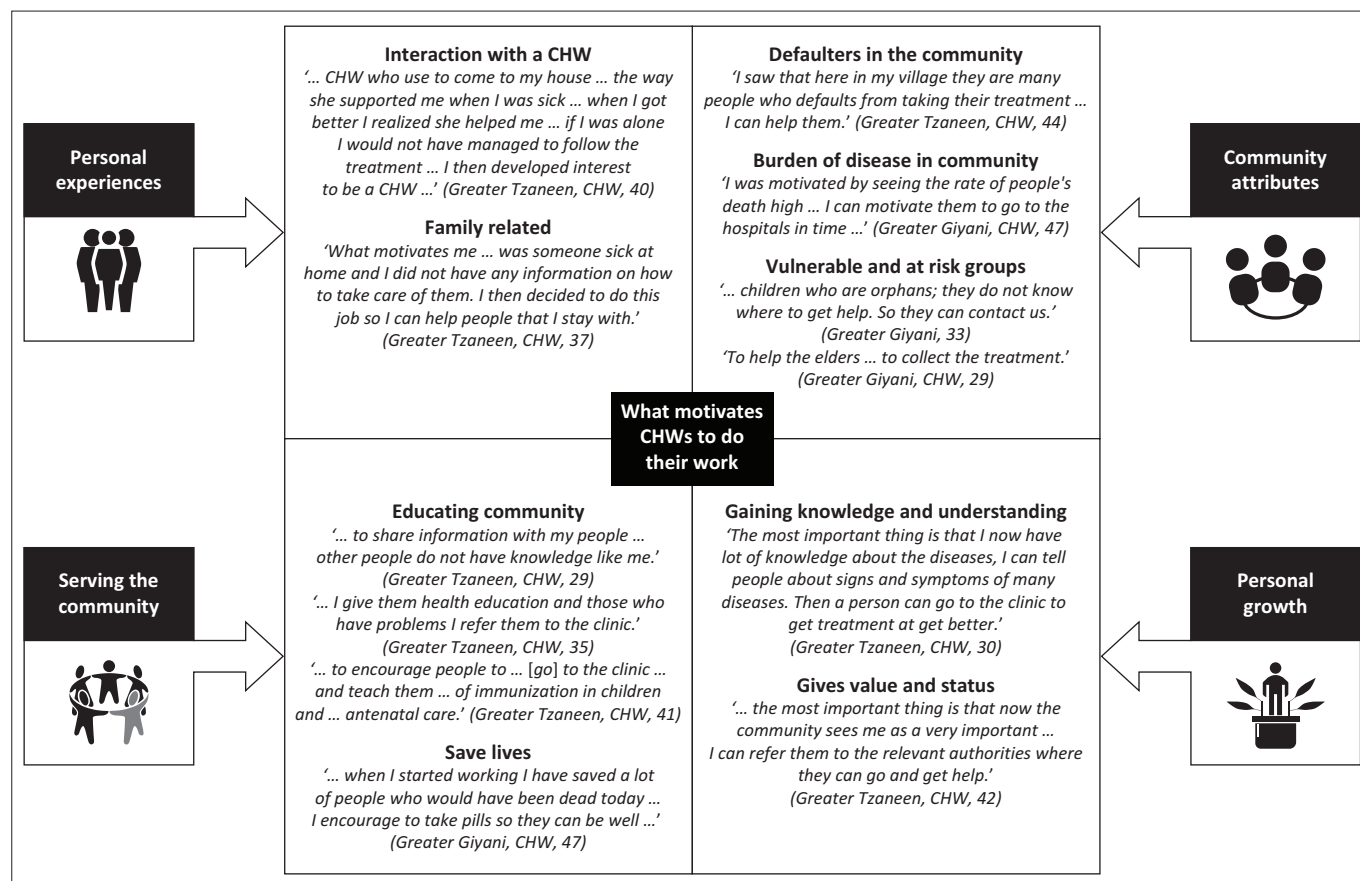 Personal
experiences
Interaction with a CHW
‘... CHW who use to come to my house ... the way
she supported me when I was sick ... when I got
better I realized she helped me ... if I was alone
I would not have managed to follow the
treatment ... I then developed interest
to be a CHW ...’ (Greater Tzaneen, CHW, 40)
Family related
‘What motivates me ... was someone sick at
home and I did not have any information on how
to take care of them. I then decided to do this
job so I can help people that I stay with.’
(Greater Tzaneen, CHW, 37)
Defaulters in the community
‘I saw that here in my village they are many
people who defaults from taking their treatment ...
I can help them.’ (Greater Tzaneen, CHW, 44)
Burden of disease in community
‘I was motivated by seeing the rate of people's
death high ... I can motivate them to go to the
hospitals in time ...’ (Greater Giyani, CHW, 47)
Vulnerable and at risk groups
‘... children who are orphans; they do not know
where to get help. So they can contact us.’
(Greater Giyani, 33)
‘To help the elders ... to collect the treatment.’
(Greater Giyani, CHW, 29)
Community
attributes
What motivates
CHWs to do
their work
Serving the
community
Educating community
‘... to share information with my people ...
other people do not have knowledge like me.’
(Greater Tzaneen, CHW, 29)
‘... I give them health education and those who
have problems I refer them to the clinic.’
(Greater Tzaneen, CHW, 35)
‘... to encourage people to ... [go] to the clinic ...
and teach them ... of immunization in children
and ... antenatal care.’ (Greater Tzaneen, CHW, 41)
Save lives
‘... when I started working I have saved a lot
of people who would have been dead today ...
I encourage to take pills so they can be well ...’
(Greater Giyani, CHW, 47)
Gaining knowledge and understanding
‘The most important thing is that I now have
lot of knowledge about the diseases, I can tell
people about signs and symptoms of many
diseases. Then a person can go to the clinic to
get treatment at get better.’
(Greater Tzaneen, CHW, 30)
Gives value and status
‘... the most important thing is that now the
community sees me as a very important ...
I can refer them to the relevant authorities where
they can go and get help.’
(Greater Tzaneen, CHW, 42)
Personal
growth